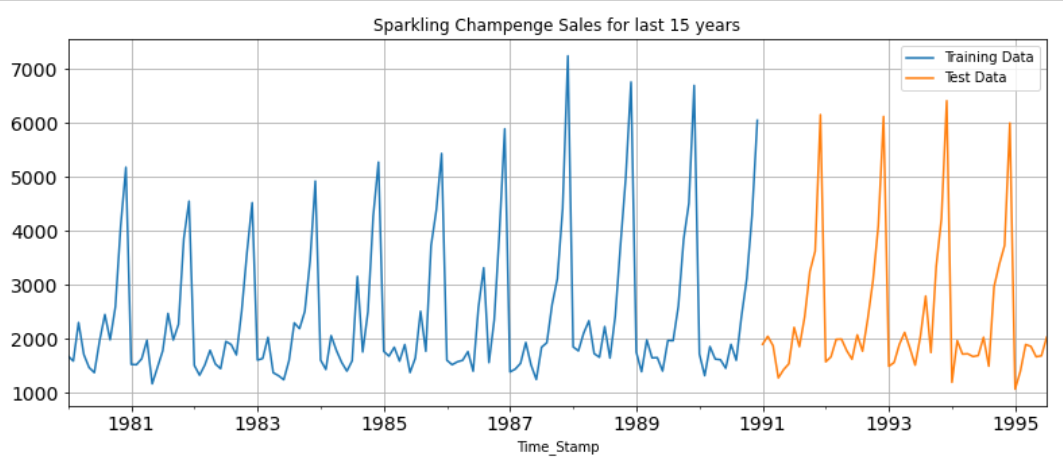 Sparkling Champenge Sales for last 15 years
Training Data
Test Data
7000
6000
5000
4000
3000
2000
1000
1981 1983 1985 1987 1989 1991 1993 1995
Time_Stamp